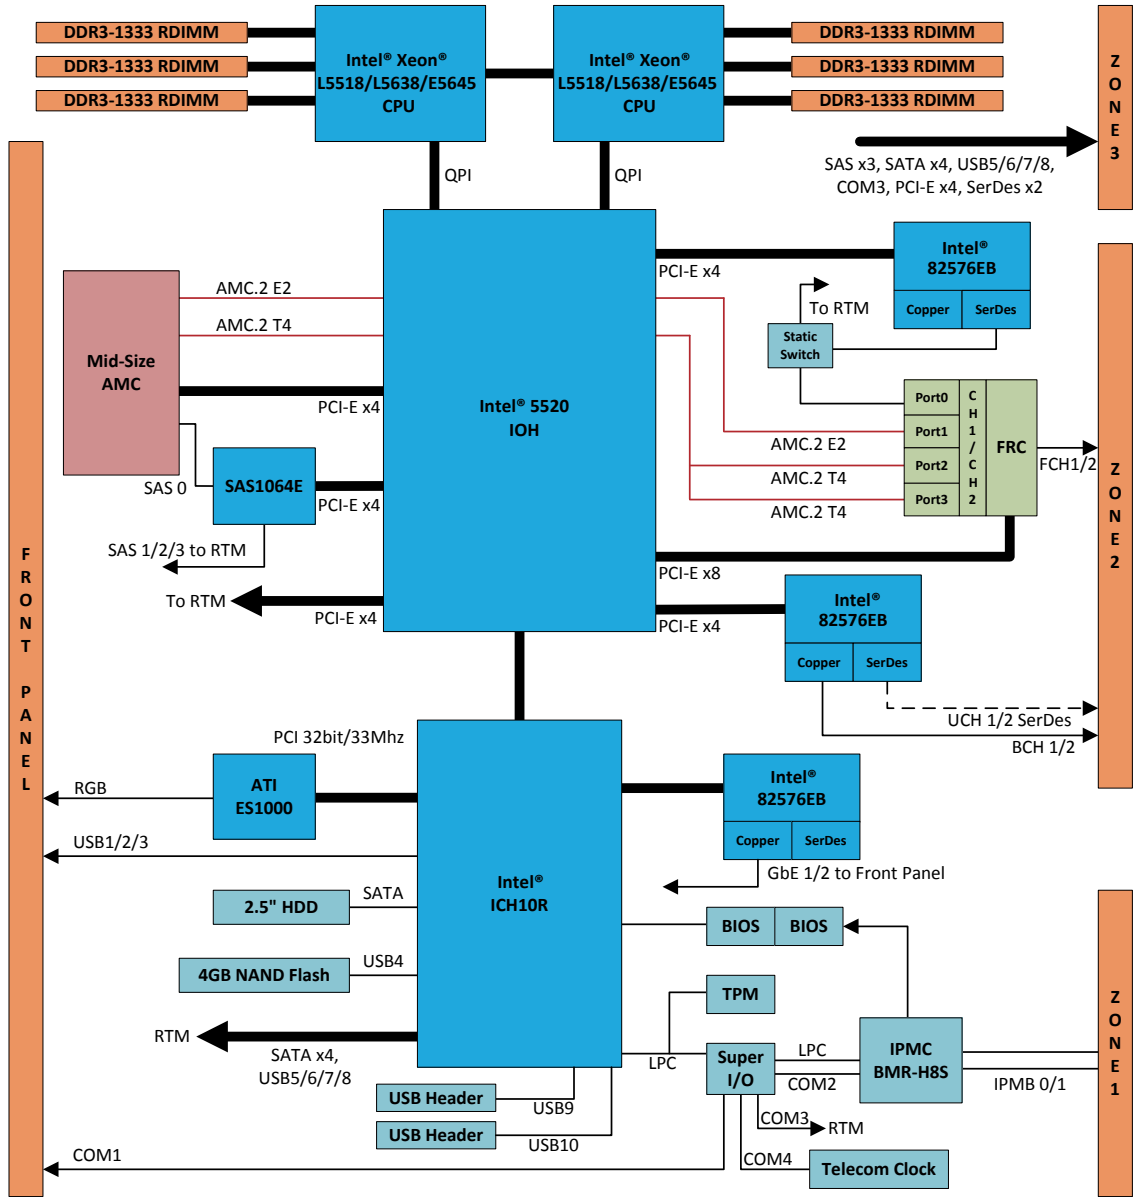 DDR3-1333 RDIMM
DDR3-1333 RDIMM
DDR3-1333 RDIMM
Intel® Xeon®
L5518/L5638/E5645
CPU
Intel® Xeon®
L5518/L5638/E5645
CPU
DDR3-1333 RDIMM
DDR3-1333 RDIMM
DDR3-1333 RDIMM
ZONE3
SAS x3, SATA x4, USB5/6/7/8,
COM3, PCI-E x4, SerDes x2
QPI
QPI
FRONT PANEL
Mid-Size
AMC
AMC.2 E2
AMC.2 T4
PCI-E x4
SAS 0
SAS1064E
PCI-E x4
SAS 1/2/3 to RTM
To RTM
PCI-E x4
Intel® 5520
IOH
PCI-E x4
Intel®
82576EB
Copper
SerDes
To RTM
Static
Switch
Port0
Port1
Port2
Port3
CH1/CH2
FRC
FCH1/2
AMC.2 E2
AMC.2 T4
AMC.2 T4
PCI-E x8
PCI-E x4
Intel®
82576EB
Copper
SerDes
UCH 1/2 SerDes
BCH 1/2
ZONE2
PCI 32bit/33Mhz
RGB
ATI
ES1000
USB1/2/3
Intel®
ICH10R
Intel®
82576EB
Copper
SerDes
GbE 1/2 to Front Panel
SATA
2.5" HDD
USB4
4GB NAND Flash
RTM
SATA x4,
USB5/6/7/8
BIOS
BIOS
TPM
LPC
Super
I/O
LPC
COM2
IPMC
BMR-H8S
IPMB 0/1
ZONE1
USB Header
USB9
USB Header
USB10
COM3
RTM
COM1
COM4
Telecom Clock